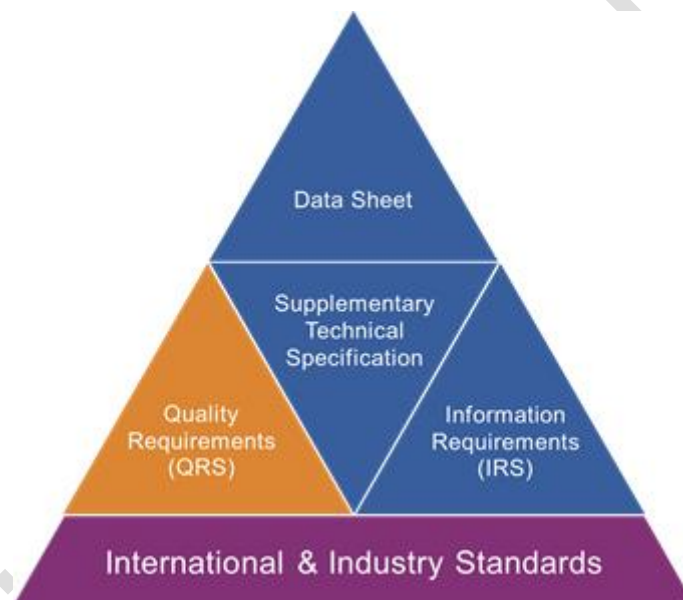 Data Sheet
Supplementary
Technical
Specification
Quality
Requirements
(QRS)
Information
Requirements
(IRS)
International & Industry Standards